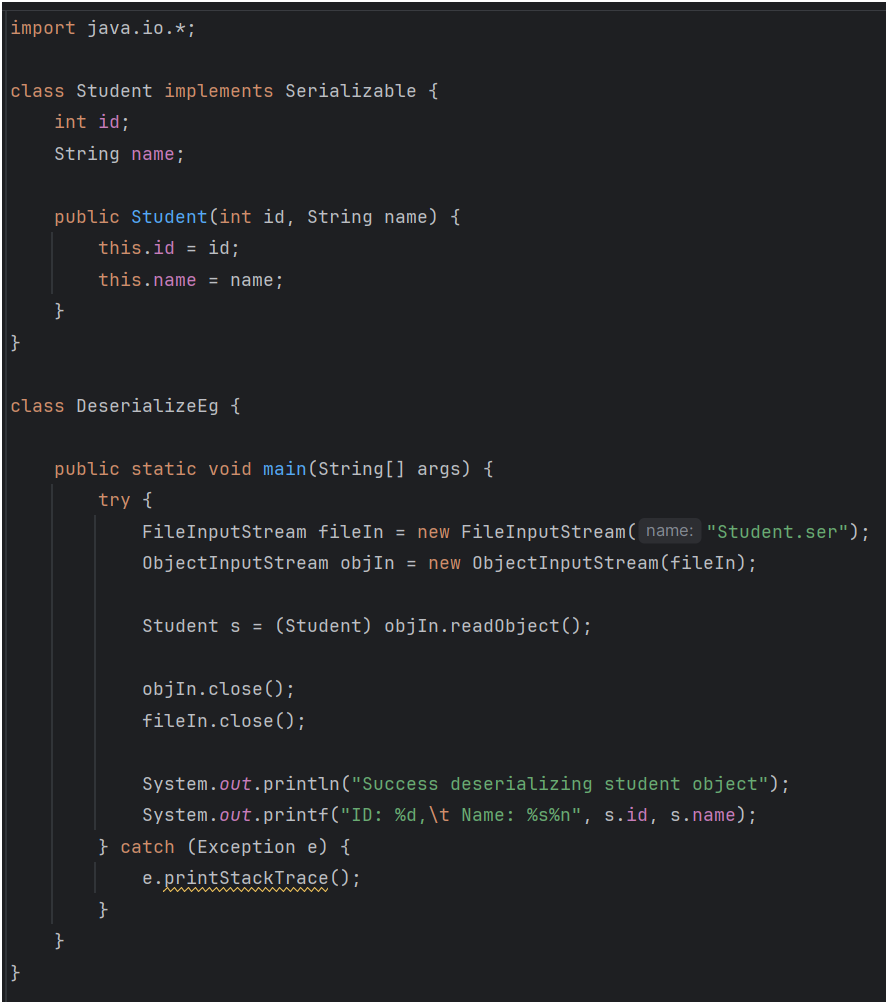 import java.io.*;

class Student implements Serializable {
    int id;
    String name;

    public Student(int id, String name) {
        this.id = id;
        this.name = name;
    }
}

class DeserializeEg {

    public static void main(String[] args) {
        try {
            FileInputStream fileIn = new FileInputStream( name: "Student.ser");
            ObjectInputStream objIn = new ObjectInputStream(fileIn);

            Student s = (Student) objIn.readObject();

            objIn.close();
            fileIn.close();

            System.out.println("Success deserializing student object");
            System.out.printf("ID: %d,\t Name: %s%n", s.id, s.name);
        } catch (Exception e) {
            e.printStackTrace();
        }
    }
}